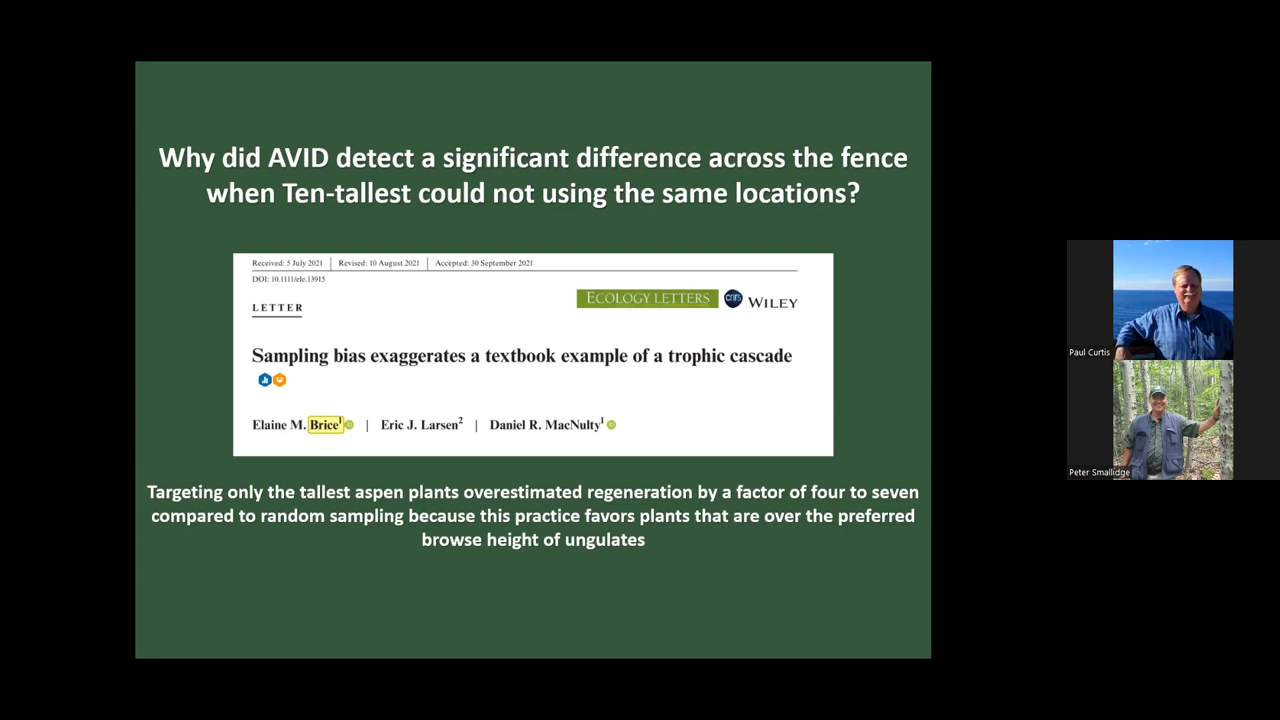 Why did AVID detect a significant difference across the fence
when Ten-tallest could not using the same locations?
Received: 5 July 2021 | Revised: 10 August 2021 | Accepted: 30 September 2021
DOI: 10.1111/ele.13915
LETTER
ECOLOGY LETTERS cnrs WILEY
Sampling bias exaggerates a textbook example of a trophic cascade
Elaine M. Brice¹ | Eric J. Larsen² | Daniel R. MacNulty¹
Targeting only the tallest aspen plants overestimated regeneration by a factor of four to seven
compared to random sampling because this practice favors plants that are over the preferred
browse height of ungulates
Paul Curtis
Peter Smallidge